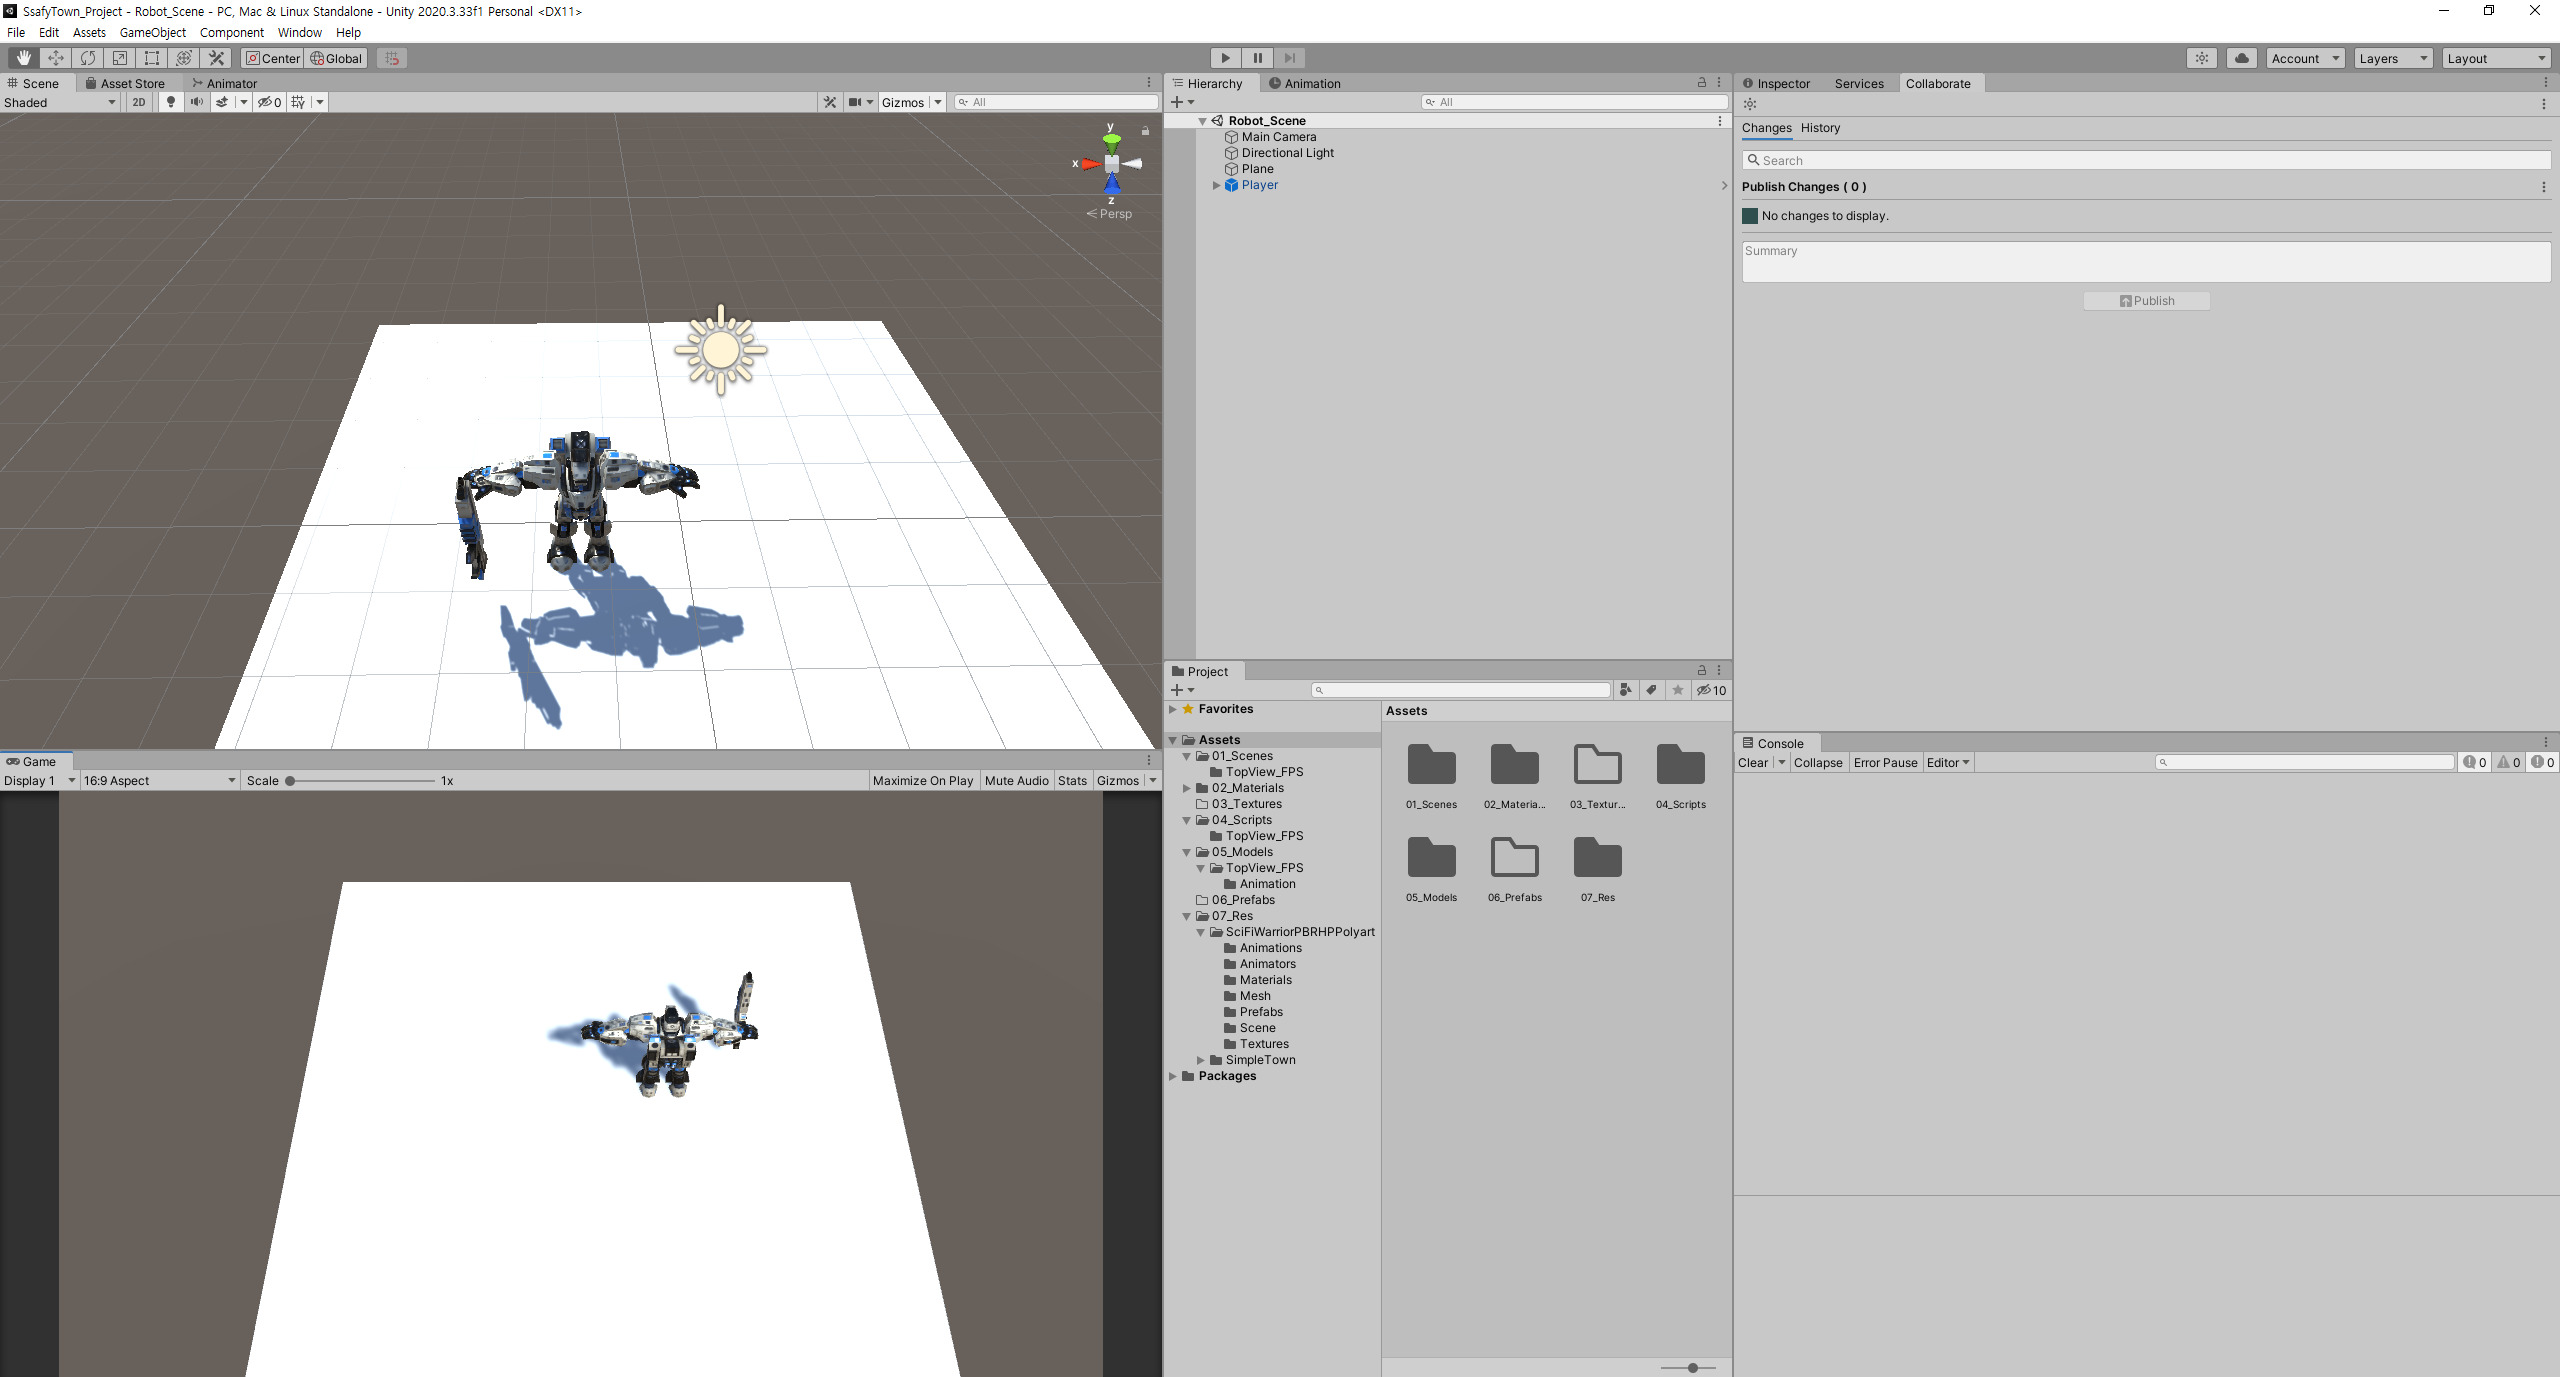 SsafyTown_Project - Robot_Scene - PC, Mac & Linux Standalone - Unity 2020.3.33f1 Personal <DX11>
File Edit Assets GameObject Component Window Help
Center Global Account Layers Layout
Scene Asset Store Animator
Shaded 2D 0 Gizmos All
y
x
z
Persp
Game
Display 1 16:9 Aspect Scale 1x Maximize On Play Mute Audio Stats Gizmos
Hierarchy Animation
All
Robot_Scene
Main Camera
Directional Light
Plane
Player
Project
10
Favorites
Assets
01_Scenes
TopView_FPS
02_Materials
03_Textures
04_Scripts
TopView_FPS
05_Models
TopView_FPS
Animation
06_Prefabs
07_Res
SciFiWarriorPBRHPPolyart
Animations
Animators
Materials
Mesh
Prefabs
Scene
Textures
SimpleTown
Packages
Assets
01_Scenes 02_Materia... 03_Textur... 04_Scripts
05_Models 06_Prefabs 07_Res
Inspector Services Collaborate
Changes History
Search
Publish Changes ( 0 )
No changes to display.
Summary
Publish
Console
Clear Collapse Error Pause Editor 0 0 0